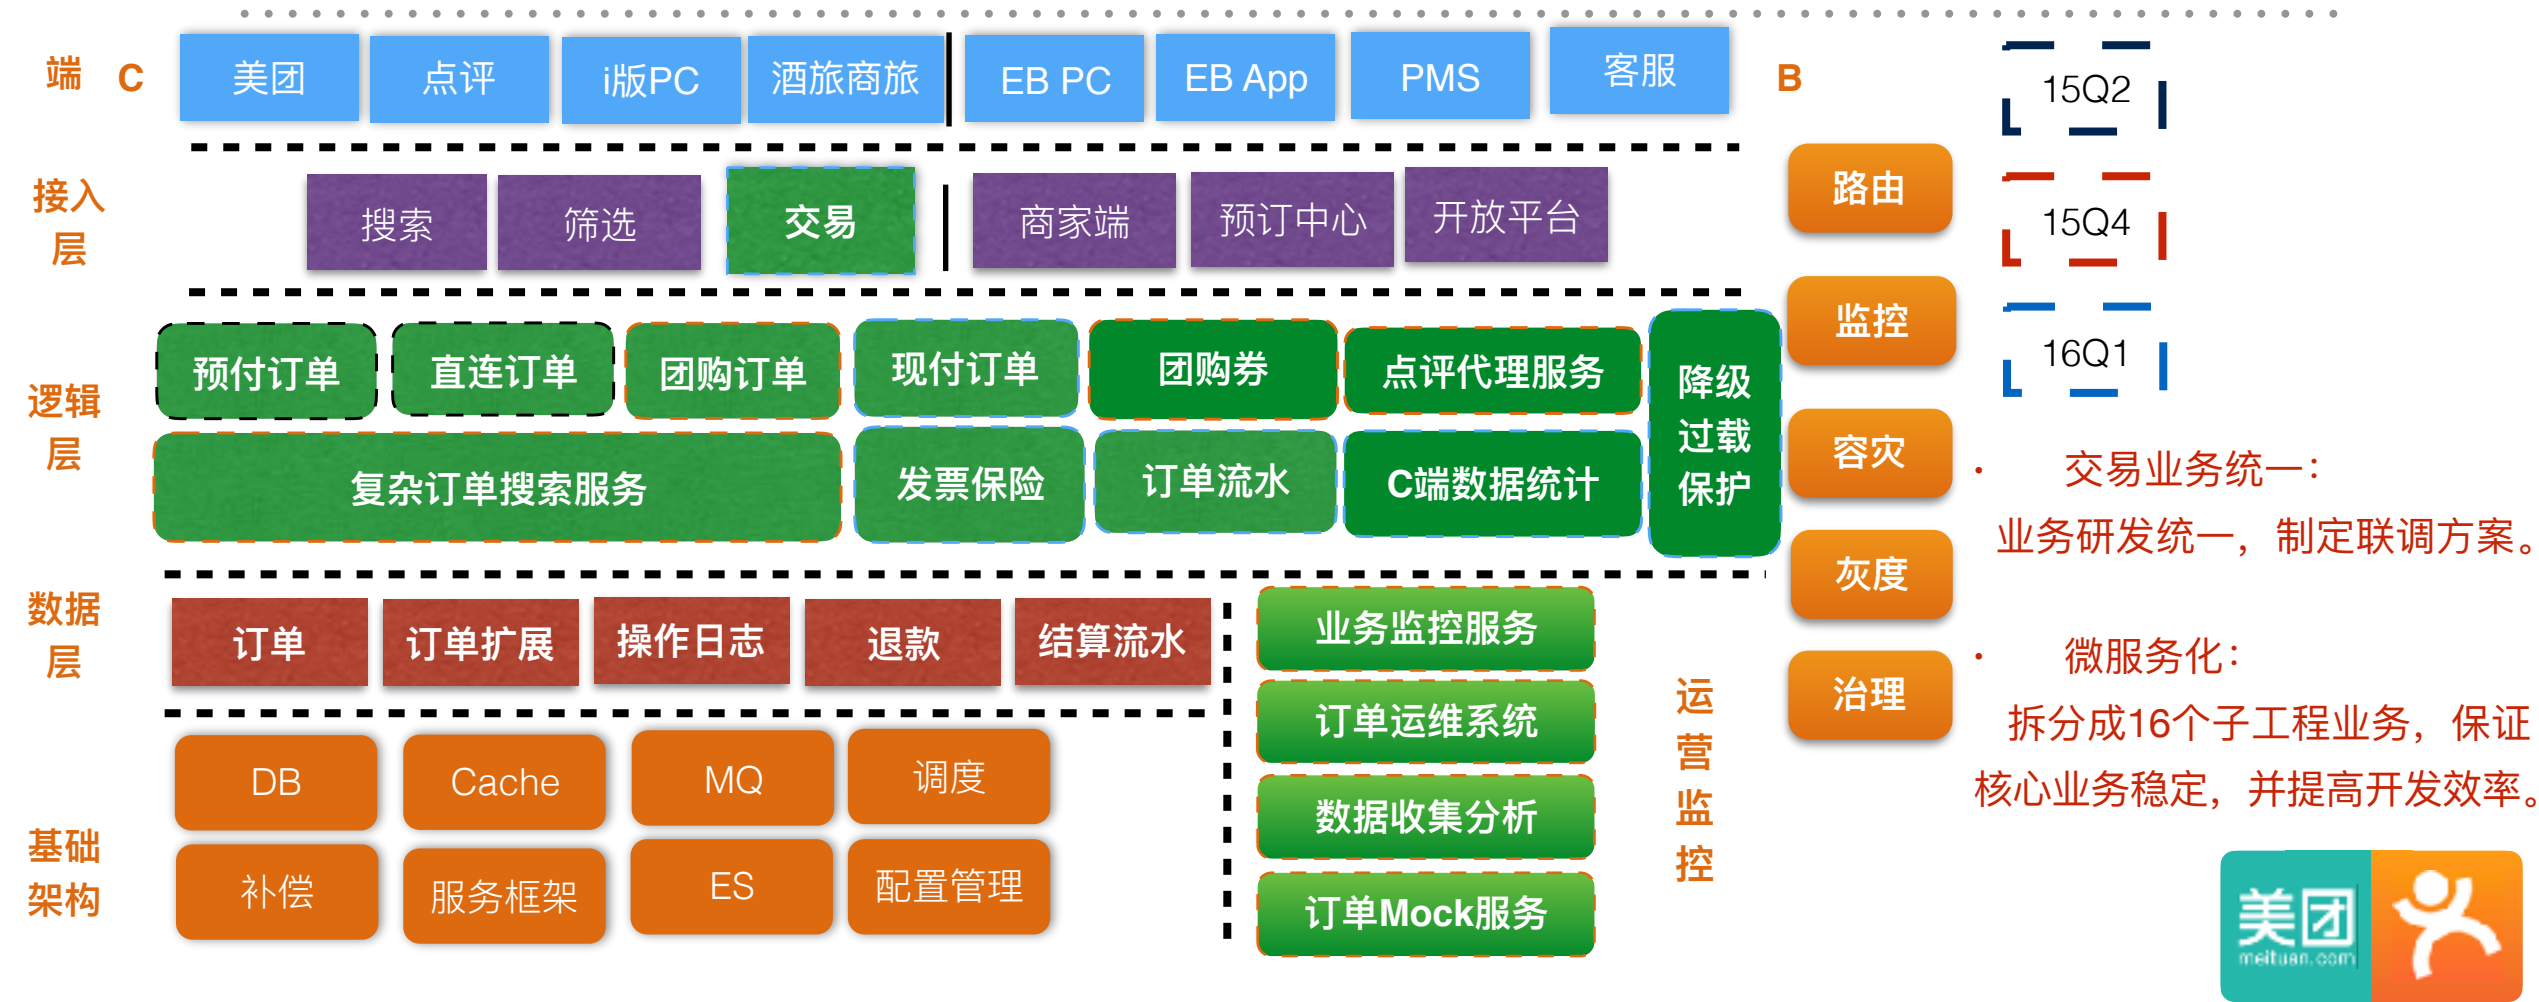 端 C 美团 点评 i版PC 酒旅商旅 EB PC EB App PMS 客服 B
接入
层
搜索 筛选 交易 商家端 预订中心 开放平台
逻辑
层
预付订单 直连订单 团购订单 现付订单 团购券 点评代理服务
复杂订单搜索服务 发票保险 订单流水 C端数据统计
降级
过载
保护
数据
层
订单 订单扩展 操作日志 退款 结算流水
基础
架构
DB Cache MQ 调度
补偿 服务框架 ES 配置管理
业务监控服务
订单运维系统
数据收集分析
订单Mock服务
运
营
监
控
路由
监控
容灾
灰度
治理
15Q2
15Q4
16Q1
· 交易业务统一：
业务研发统一，制定联调方案。
· 微服务化：
拆分成16个子工程业务，保证
核心业务稳定，并提高开发效率。
美团
meituan.com